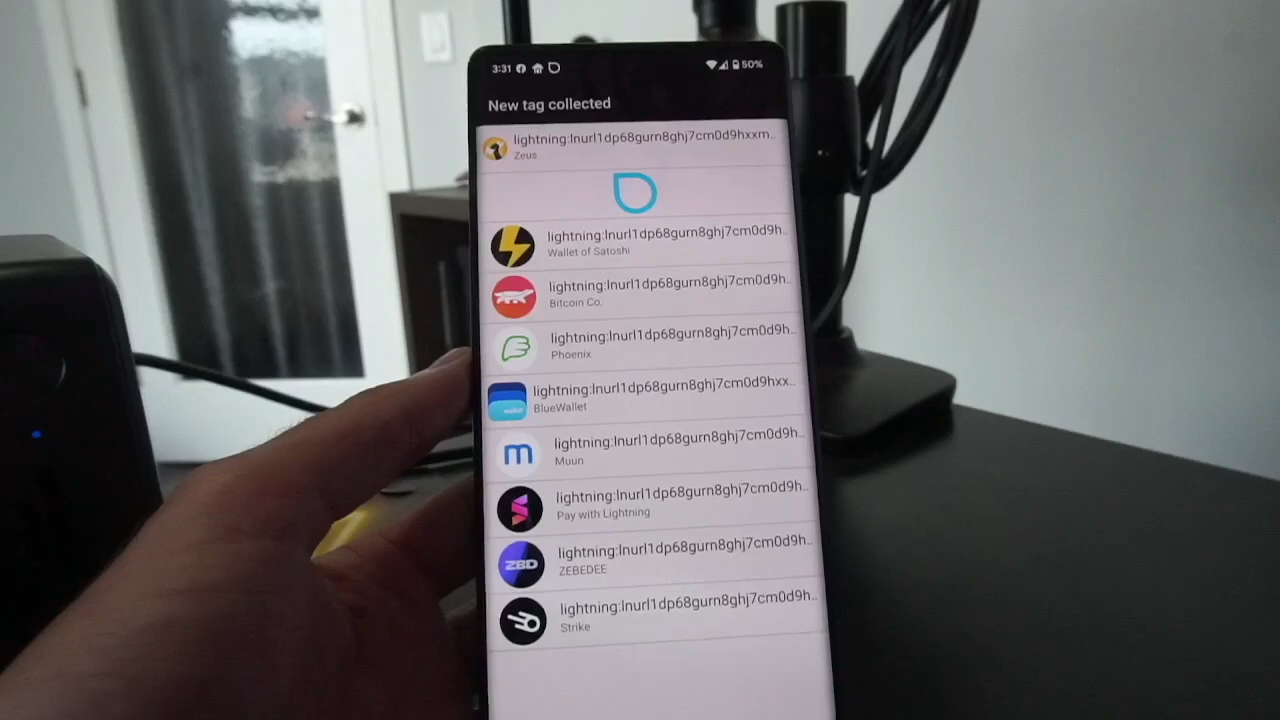 3:31
50%
New tag collected
lightning:lnurl1dp68gurn8ghj7cm0d9hxxm..
Zeus
lightning:lnurl1dp68gurn8ghj7cm0d9h..
Wallet of Satoshi
lightning:lnurl1dp68gurn8ghj7cm0d9h..
Bitcoin Co.
lightning:lnurl1dp68gurn8ghj7cm0d9h..
Phoenix
lightning:lnurl1dp68gurn8ghj7cm0d9hxx..
BlueWallet
lightning:lnurl1dp68gurn8ghj7cm0d9h..
m
Muun
lightning:lnurl1dp68gurn8ghj7cm0d9h..
Pay with Lightning
lightning:lnurl1dp68gurn8ghj7cm0d9h..
ZBD
ZEBEDEE
lightning:lnurl1dp68gurn8ghj7cm0d9h..
Strike